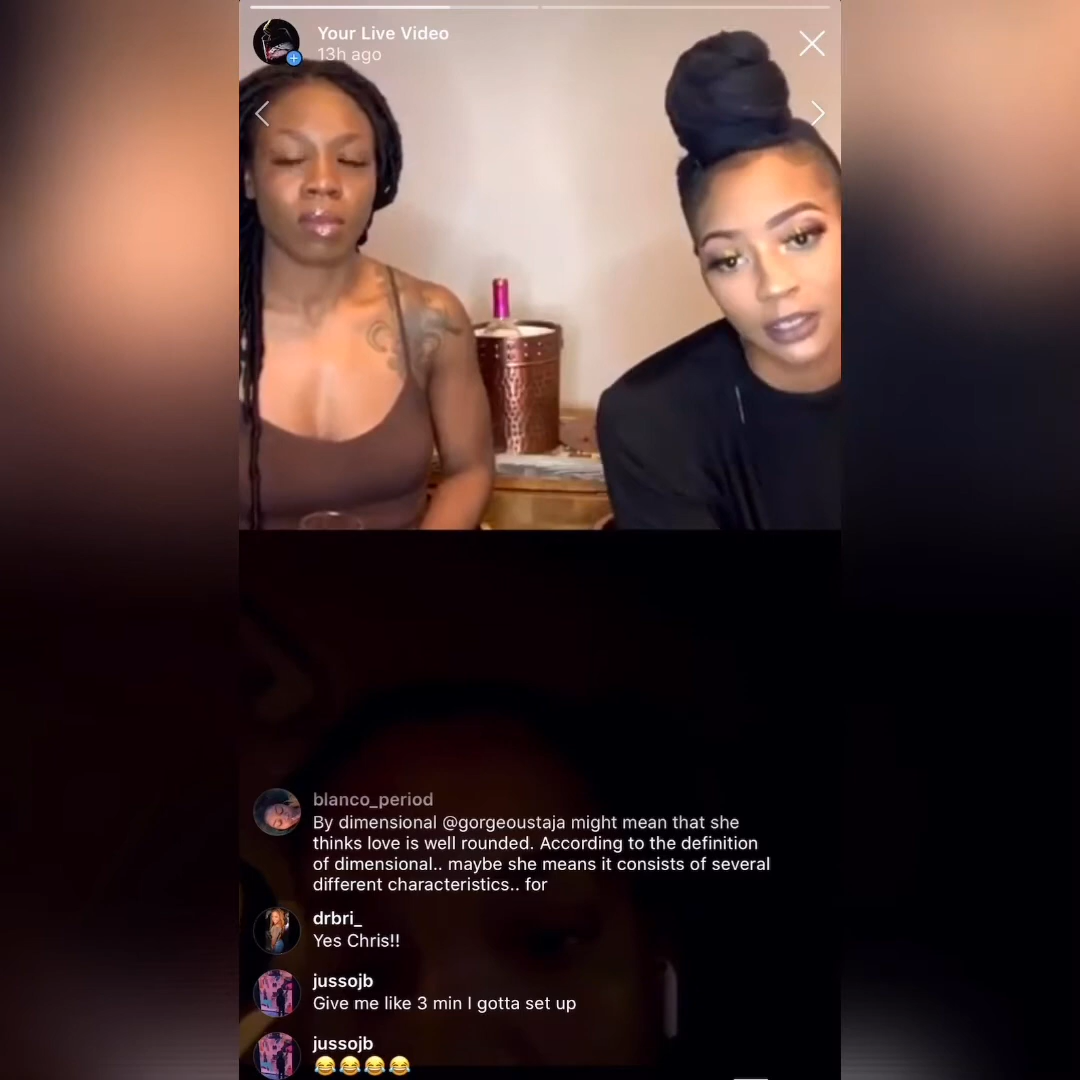 Your Live Video
13h ago
blanco_period
By dimensional @gorgeoustaja might mean that she
thinks love is well rounded. According to the definition
of dimensional.. maybe she means it consists of several
different characteristics.. for
drbri_
Yes Chris!!
jussojb
Give me like 3 min I gotta set up
jussojb
😂😂😂😂